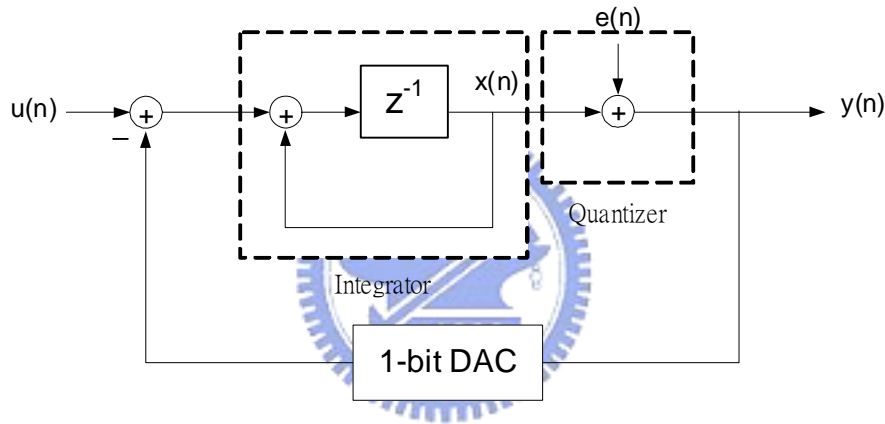 e(n)
u(n)
+
−
+
z-1
x(n)
+
y(n)
Quantizer
Integrator
1-bit DAC